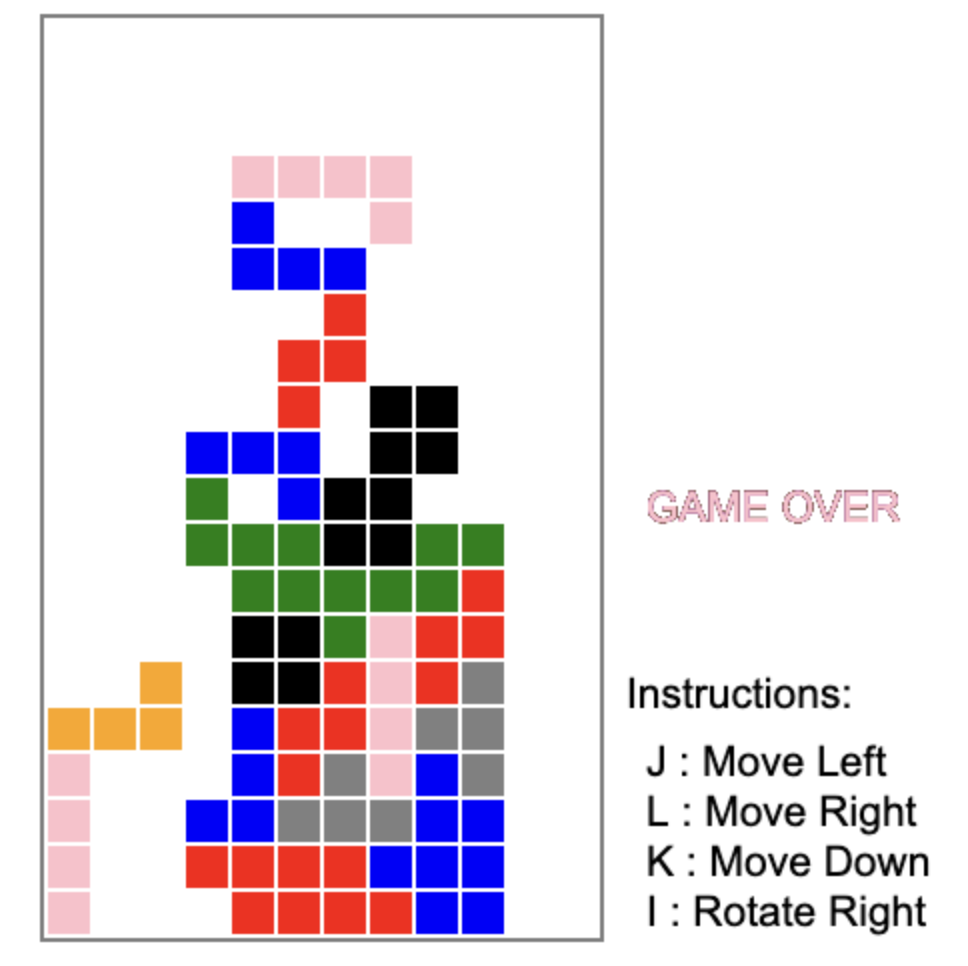 GAME OVER
Instructions:
J : Move Left
L : Move Right
K : Move Down
I : Rotate Right